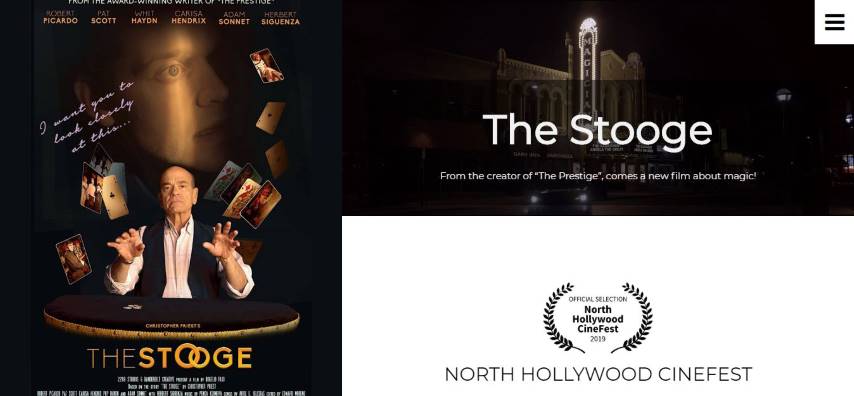 FROM THE AWARD-WINNING WRITER OF "THE PRESTIGE"
ROBERT PICARDO
PAT SCOTT
WHIT HAYDN
CARISA HENDRIX
ADAM SONNET
HERBERT SIGUENZA
I want you to
look closely
at this...
CHRISTOPHER PRIEST'S
THE STOOGE
MAGIC
The Stooge
From the creator of "The Prestige", comes a new film about magic!
OFFICIAL SELECTION
North
Hollywood
CineFest
2019
NORTH HOLLYWOOD CINEFEST